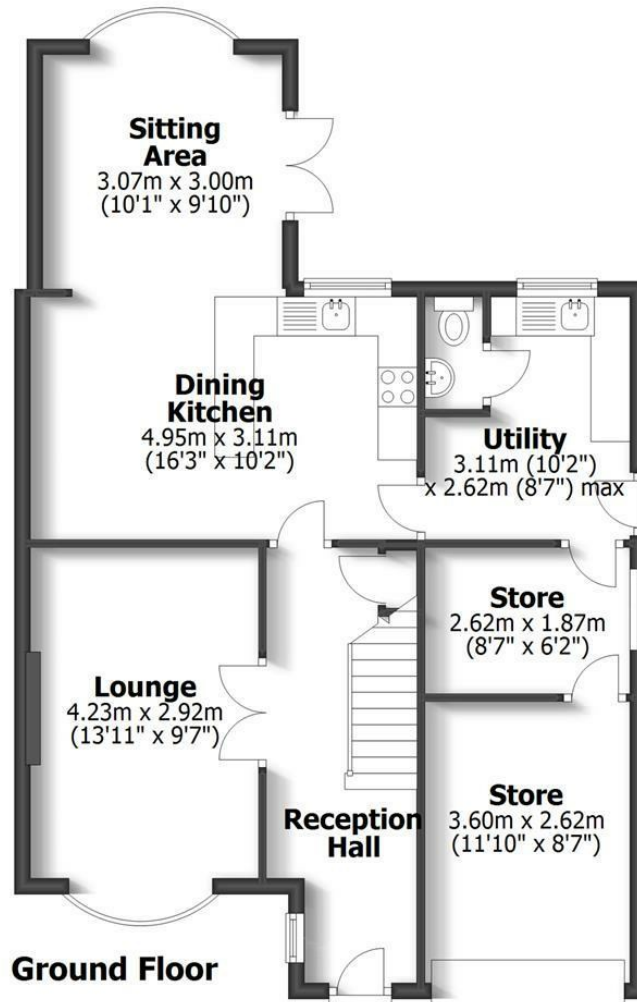 Sitting
Area
3.07m x 3.00m
(10'1" x 9'10")
Dining
Kitchen
4.95m x 3.11m
(16'3" x 10'2")
Utility
3.11m (10'2")
x 2.62m (8'7") max
Store
2.62m x 1.87m
(8'7" x 6'2")
Lounge
4.23m x 2.92m
(13'11" x 9'7")
Reception
Hall
Store
3.60m x 2.62m
(11'10" x 8'7")
Ground Floor